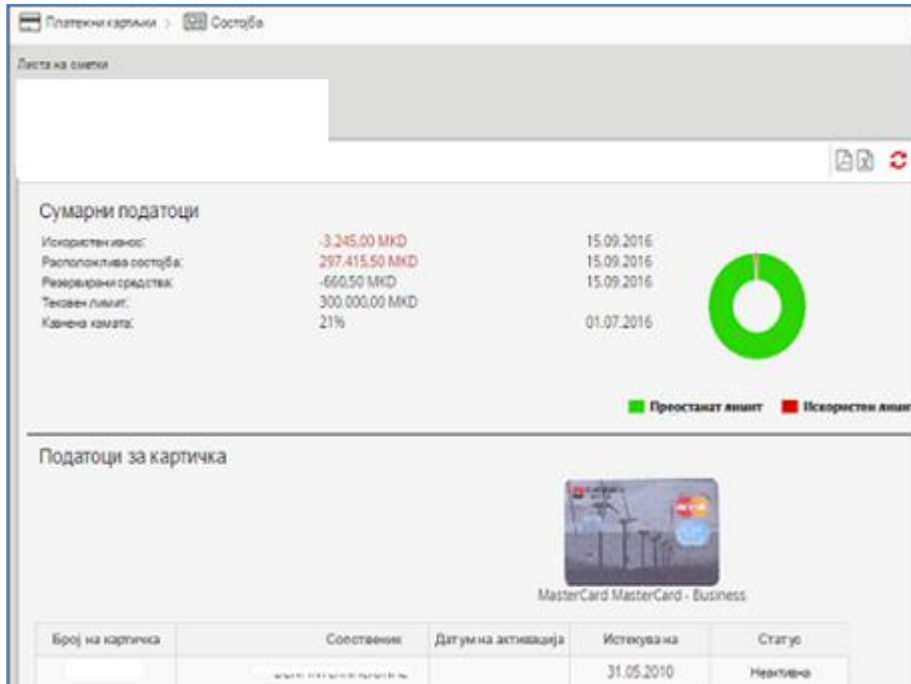 Платежни картички > Состојба
Листа на сметки
Сумарни податоци
Искористен износ: -3.245,00 MKD 15.09.2016
Расположлива состојба: 297.415,50 MKD 15.09.2016
Резервирани средства: -660,50 MKD 15.09.2016
Тековен лимит: 300.000,00 MKD
Казнена камата: 21% 01.07.2016
Преостанат лимит Искористен лимит
Податоци за картичка
MasterCard MasterCard - Business
Број на картичка Сопственик Датум на активација Истекува на Статус
31.05.2010 Неактивна